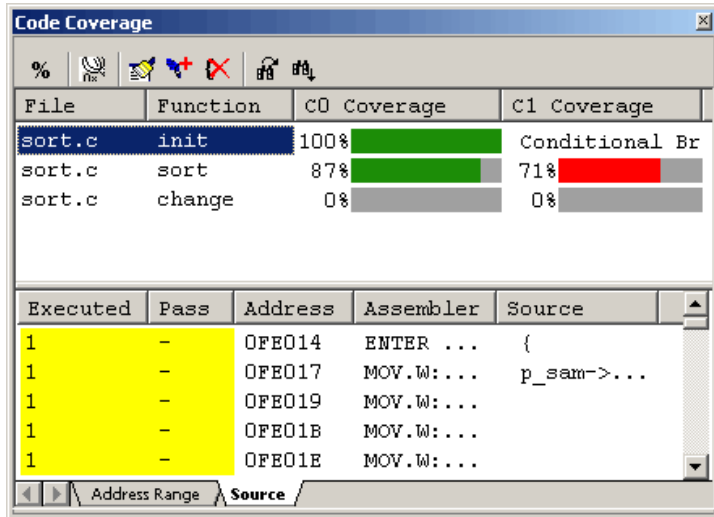 Code Coverage
%
File Function C0 Coverage C1 Coverage
sort.c init 100% Conditional Br
sort.c sort 87% 71%
sort.c change 0% 0%
Executed Pass Address Assembler Source
1 - 0FE014 ENTER ... {
1 - 0FE017 MOV.W:... p_sam->...
1 - 0FE019 MOV.W:...
1 - 0FE01B MOV.W:...
1 - 0FE01E MOV.W:...
Address Range Source